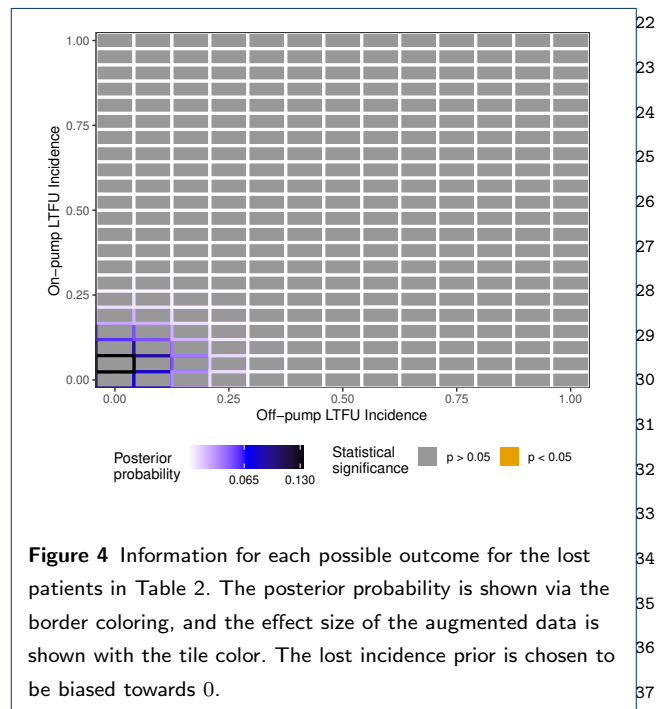 1.00
0.75
0.50
0.25
0.00
On-pump LTFU Incidence
0.00 0.25 0.50 0.75 1.00
Off-pump LTFU Incidence
Posterior
probability
0.065 0.130
Statistical
significance
p > 0.05
p < 0.05
Figure 4 Information for each possible outcome for the lost
patients in Table 2. The posterior probability is shown via the
border coloring, and the effect size of the augmented data is
shown with the tile color. The lost incidence prior is chosen to
be biased towards 0.
22
23
24
25
26
27
28
29
30
31
32
33
34
35
36
37